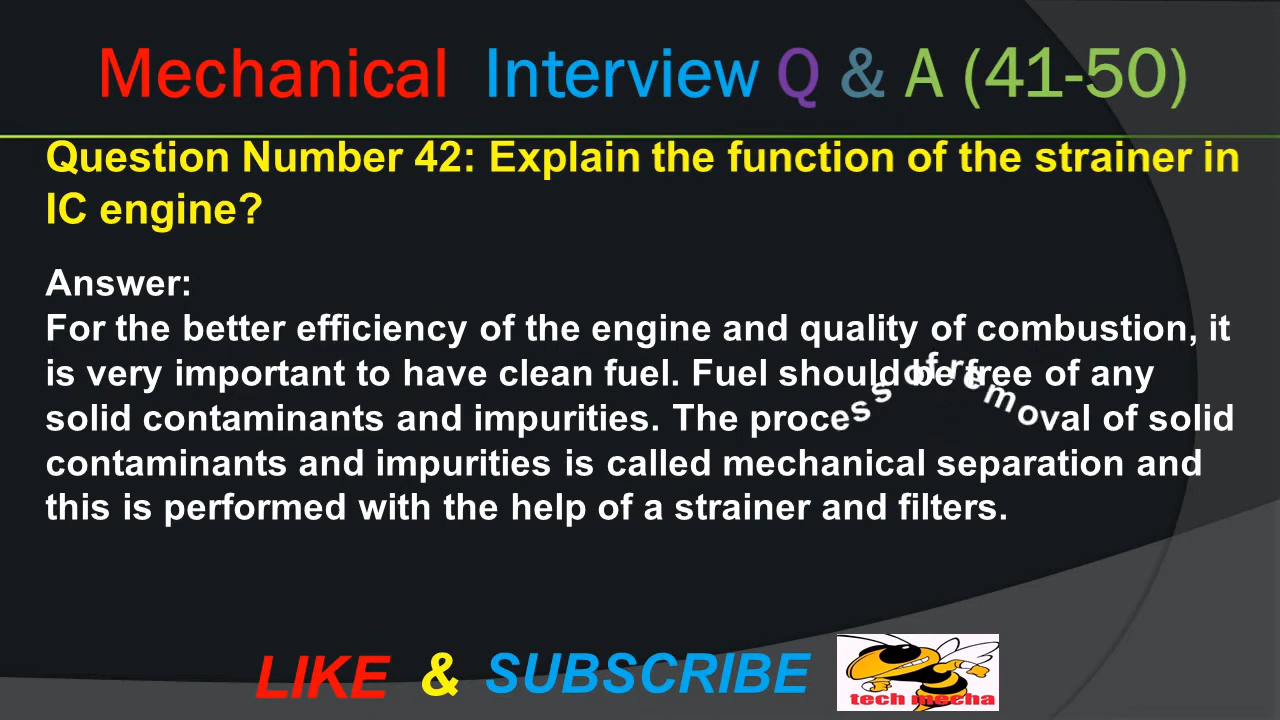 Mechanical Interview Q & A (41-50)
Question Number 42: Explain the function of the strainer in
IC engine?
Answer:
For the better efficiency of the engine and quality of combustion, it
is very important to have clean fuel. Fuel should be free of any
solid contaminants and impurities. The process of removal of solid
contaminants and impurities is called mechanical separation and
this is performed with the help of a strainer and filters.
LIKE & SUBSCRIBE
tech mecha